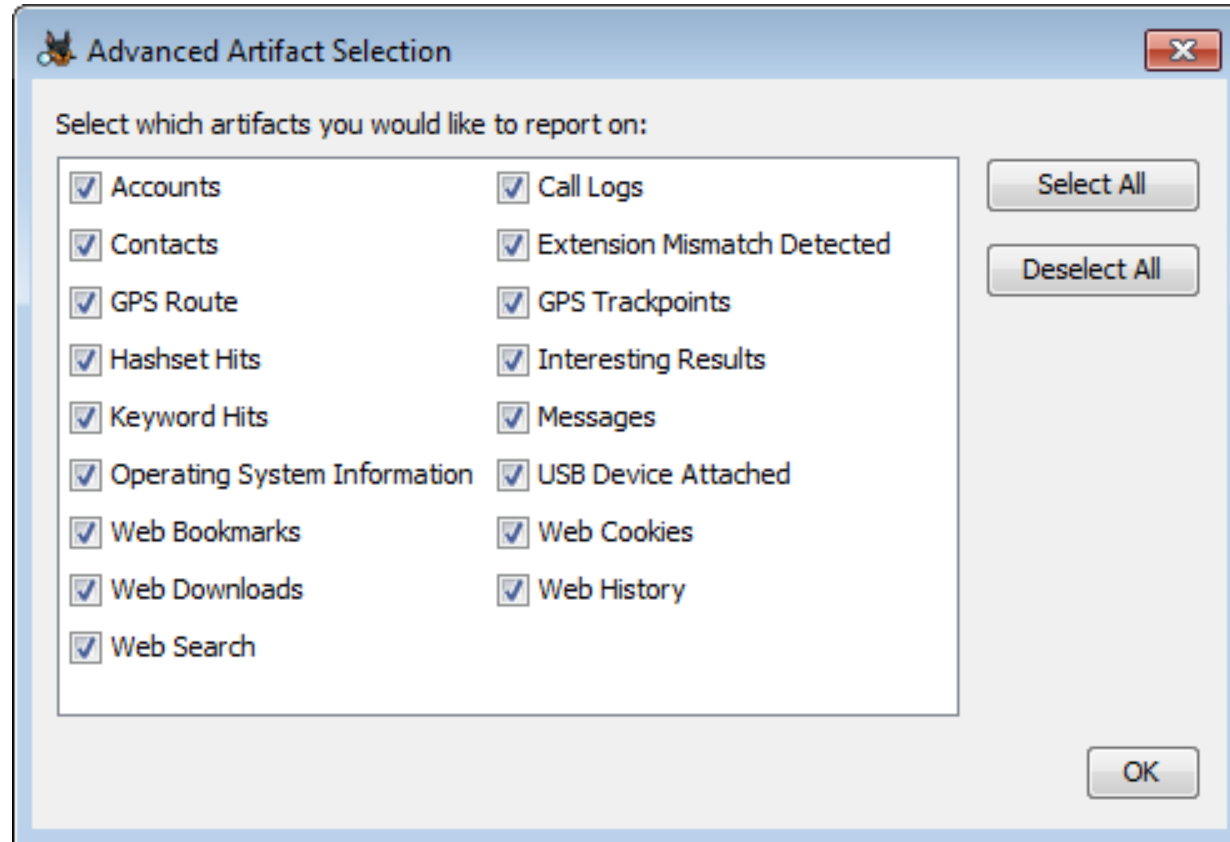 Advanced Artifact Selection
Select which artifacts you would like to report on:
Accounts
Call Logs
Select All
Contacts
Extension Mismatch Detected
Deselect All
GPS Route
GPS Trackpoints
Hashset Hits
Interesting Results
Keyword Hits
Messages
Operating System Information
USB Device Attached
Web Bookmarks
Web Cookies
Web Downloads
Web History
Web Search
OK